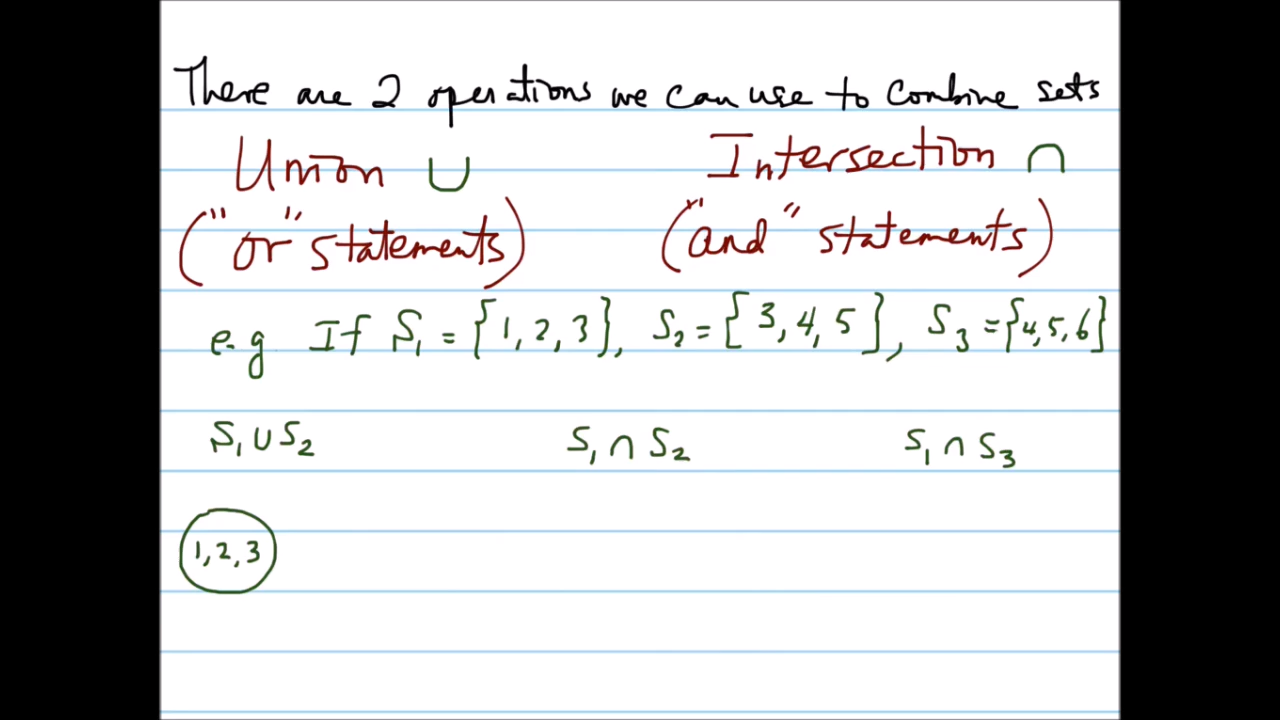 There are 2 operations we can use to combine sets
Union ∪ Intersection ∩
("or" statements) ("and" statements)
e.g If S₁ = {1, 2, 3}, S₂ = {3, 4, 5}, S₃ = {4, 5, 6}
S₁ ∪ S₂ S₁ ∩ S₂ S₁ ∩ S₃
1, 2, 3